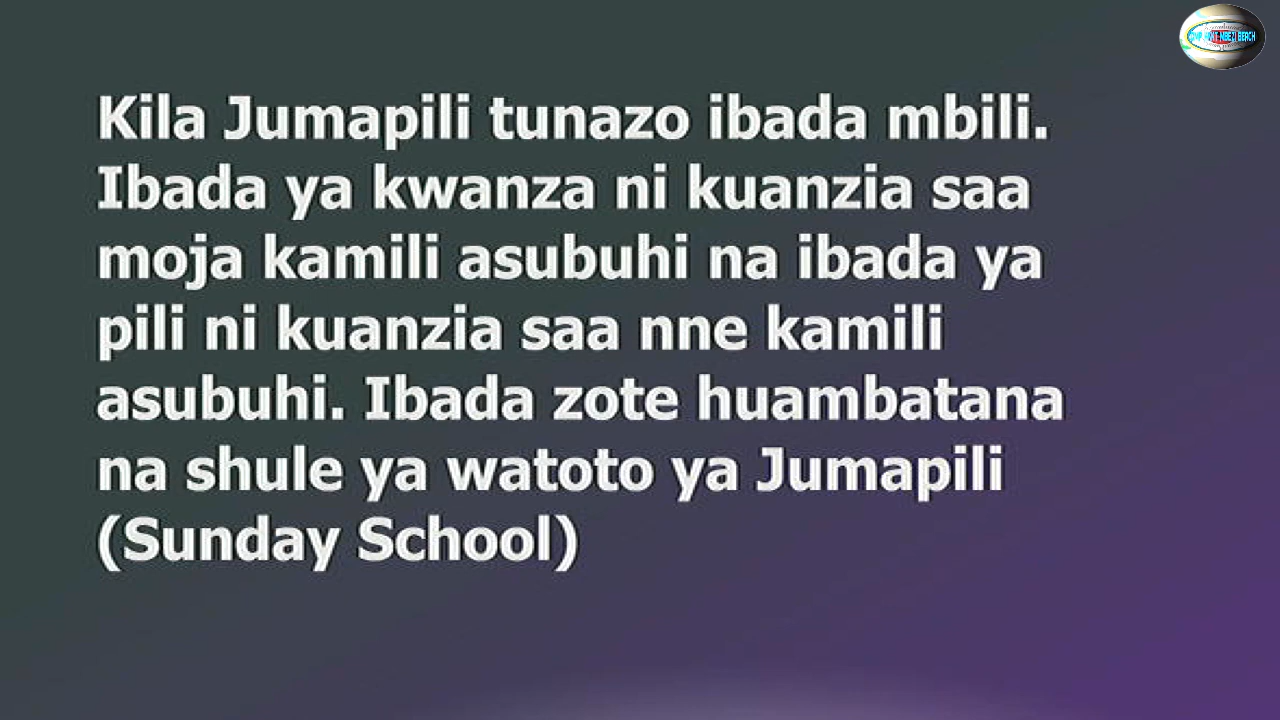 Kila Jumapili tunazo ibada mbili.
Ibada ya kwanza ni kuanzia saa
moja kamili asubuhi na ibada ya
pili ni kuanzia saa nne kamili
asubuhi. Ibada zote huambatana
na shule ya watoto ya Jumapili
(Sunday School)